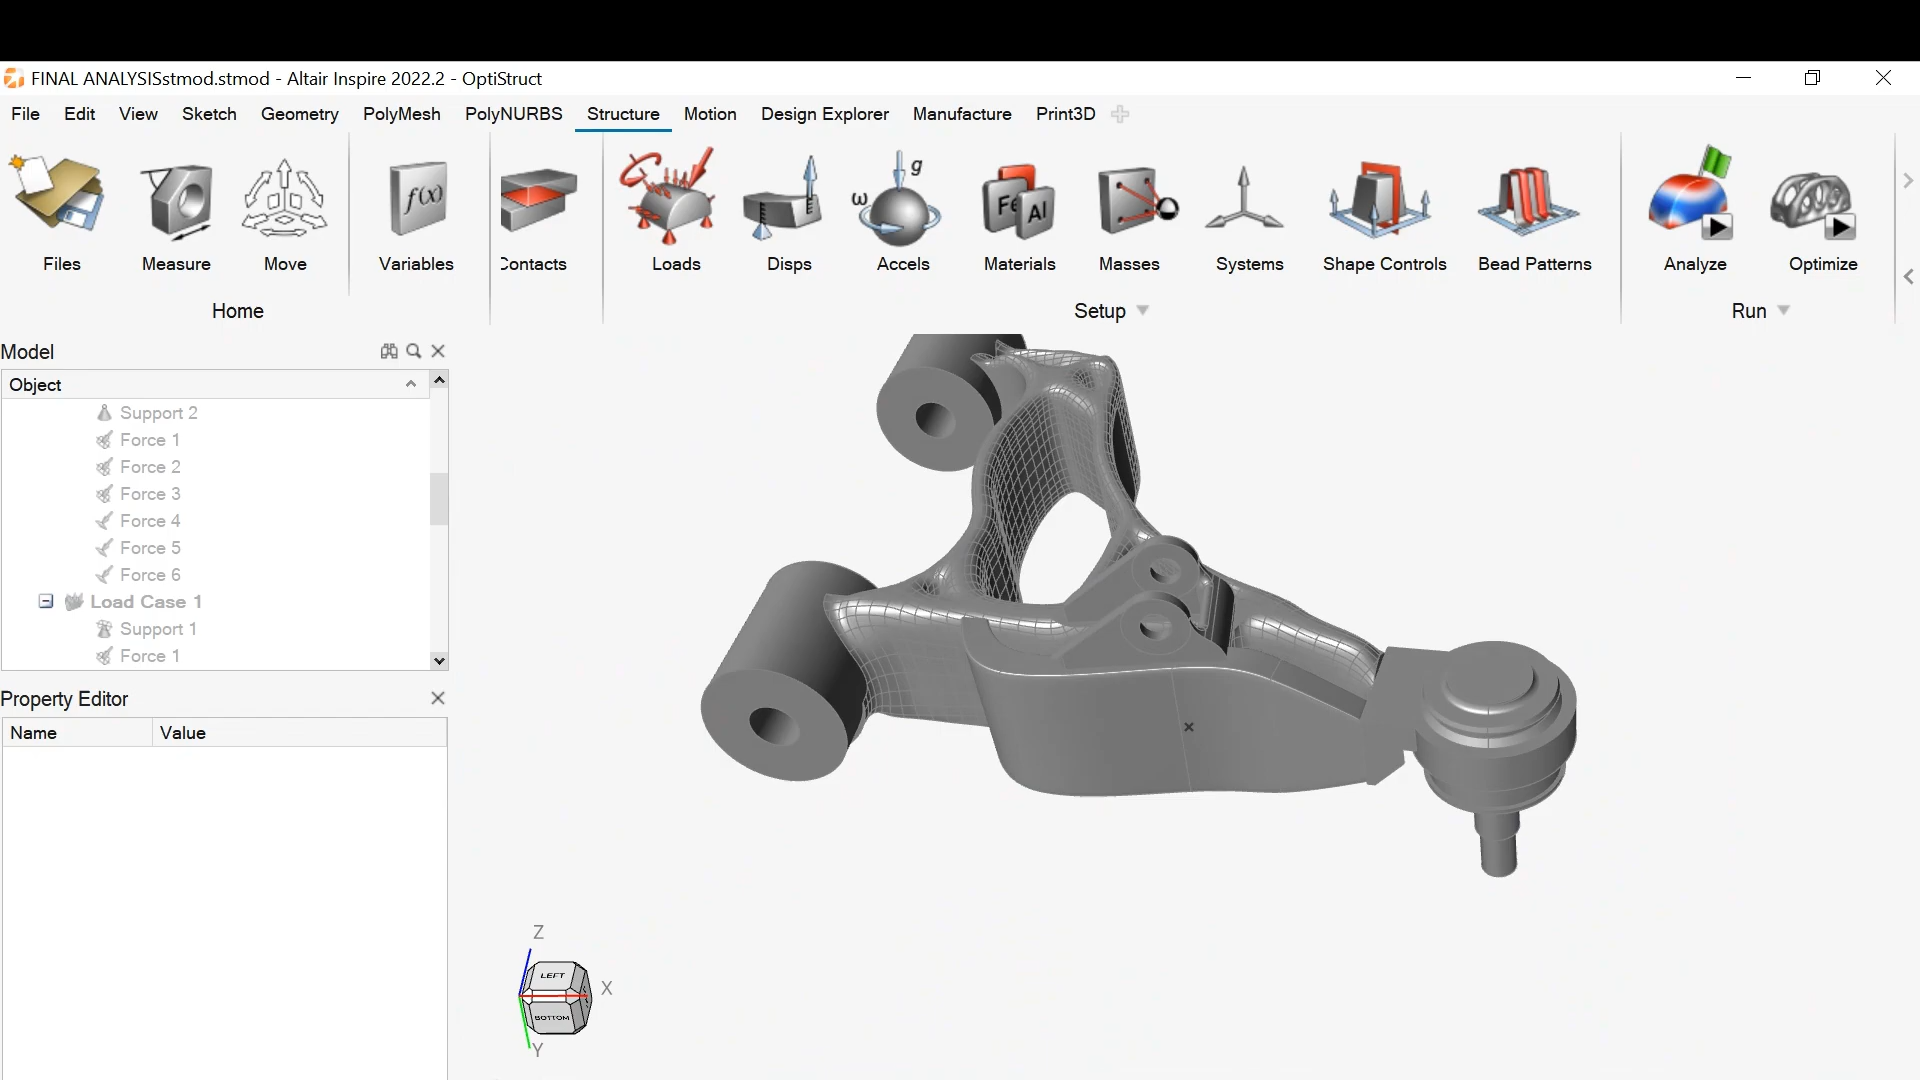 FINAL ANALYSISstmod.stmod - Altair Inspire 2022.2 - OptiStruct
File Edit View Sketch Geometry PolyMesh PolyNURBS Structure Motion Design Explorer Manufacture Print3D
f(x) Fe Al ω g
Files Measure Move Variables Contacts Loads Disps Accels Materials Masses Systems Shape Controls Bead Patterns Analyze Optimize
Home Setup Run
Model
Object
Support 2
Force 1
Force 2
Force 3
Force 4
Force 5
Force 6
Load Case 1
Support 1
Force 1
Property Editor
Name Value
Z
LEFT
X
BOTTOM
Y